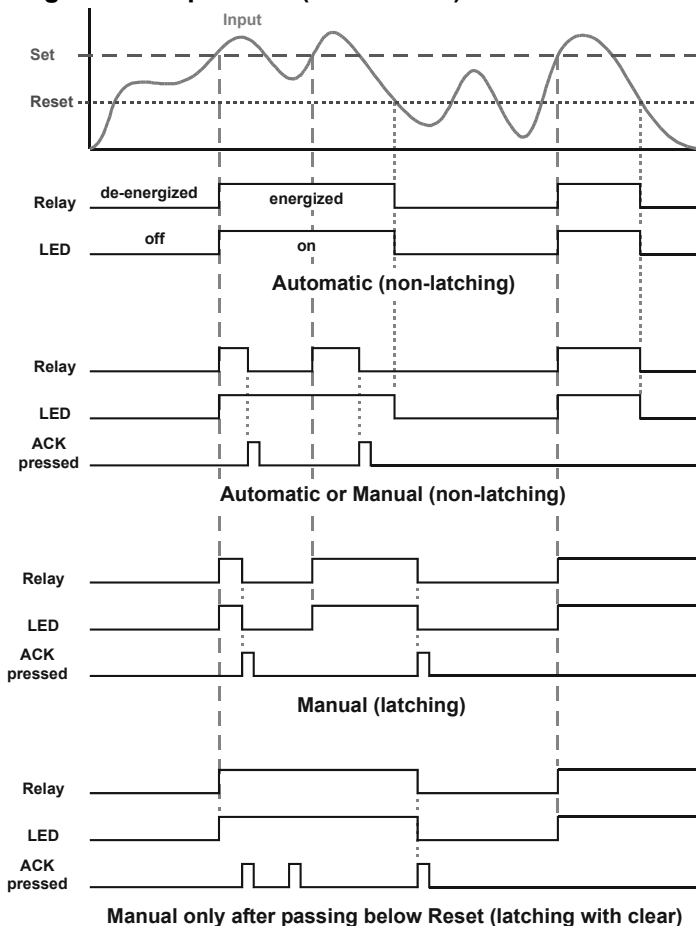 Input
Set
Reset
de-energized
energized
Relay
off
on
LED
Automatic (non-latching)
Relay
LED
ACK
pressed
Automatic or Manual (non-latching)
Relay
LED
ACK
pressed
Manual (latching)
Relay
LED
ACK
pressed
Manual only after passing below Reset (latching with clear)